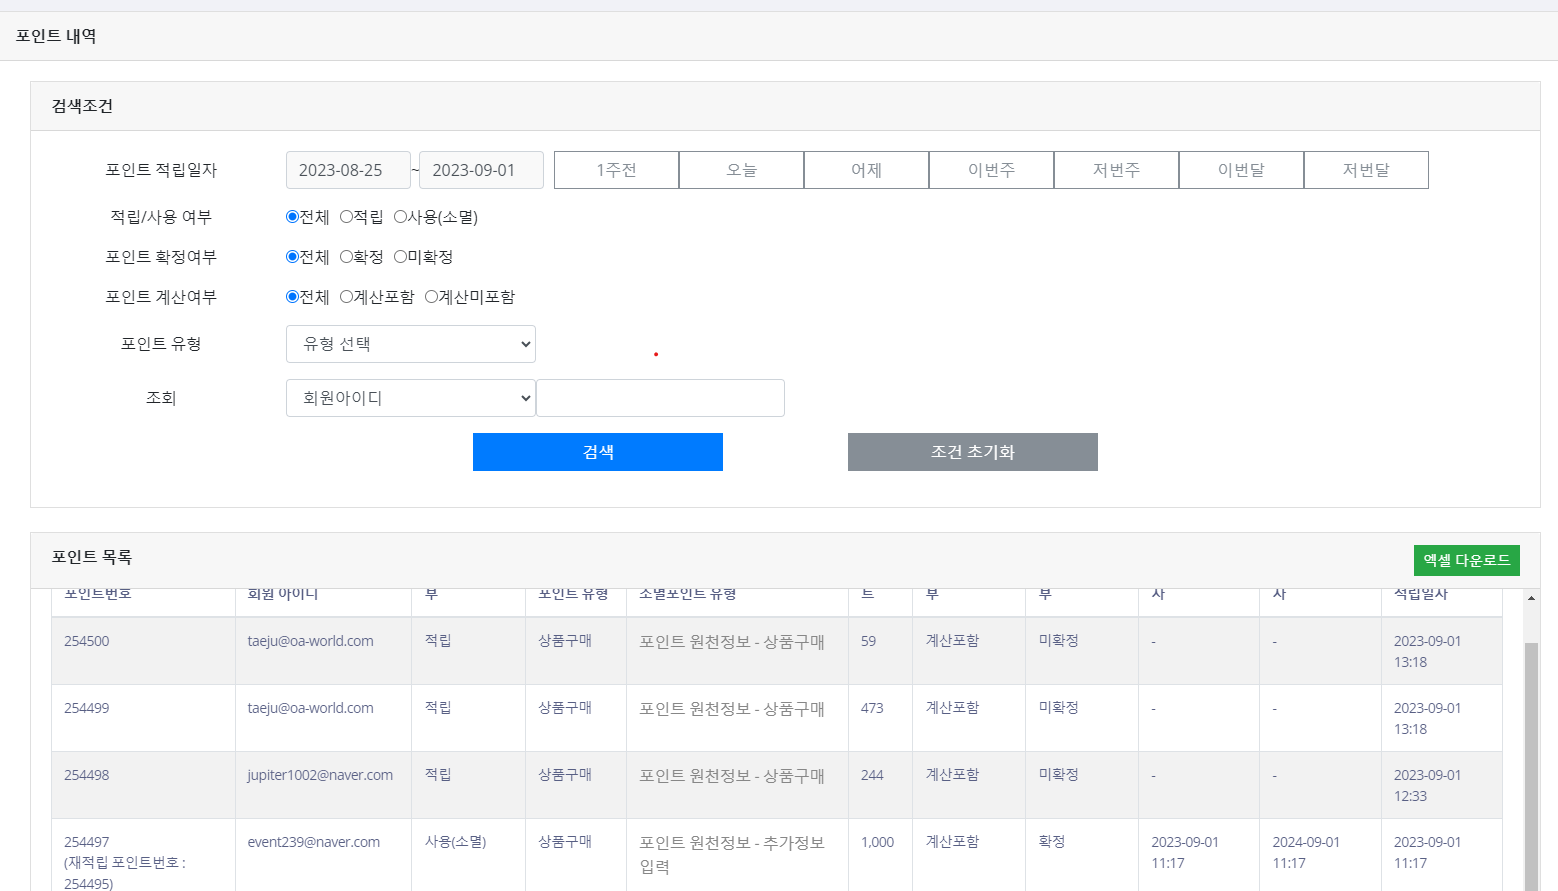 포인트 내역
검색조건
포인트 적립일자 2023-08-25 ~ 2023-09-01 1주전 오늘 어제 이번주 저번주 이번달 저번달
적립/사용 여부 전체 적립 사용(소멸)
포인트 확정여부 전체 확정 미확정
포인트 계산여부 전체 계산포함 계산미포함
포인트 유형 유형 선택
조회 회원아이디
검색 조건 초기화
포인트 목록 엑셀 다운로드
포인트번호 회원 아이디 부 포인트 유형 소멸포인트 유형 트 부 부 자 자 적립일자
254500 taeju@oa-world.com 적립 상품구매 포인트 원천정보 - 상품구매 59 계산포함 미확정 - - 2023-09-01
13:18
254499 taeju@oa-world.com 적립 상품구매 포인트 원천정보 - 상품구매 473 계산포함 미확정 - - 2023-09-01
13:18
254498 jupiter1002@naver.com 적립 상품구매 포인트 원천정보 - 상품구매 244 계산포함 미확정 - - 2023-09-01
12:33
254497 event239@naver.com 사용(소멸) 상품구매 포인트 원천정보 - 추가정보 1,000 계산포함 확정 2023-09-01 2024-09-01 2023-09-01
(재적립 포인트번호 : 입력 11:17 11:17 11:17
254495)